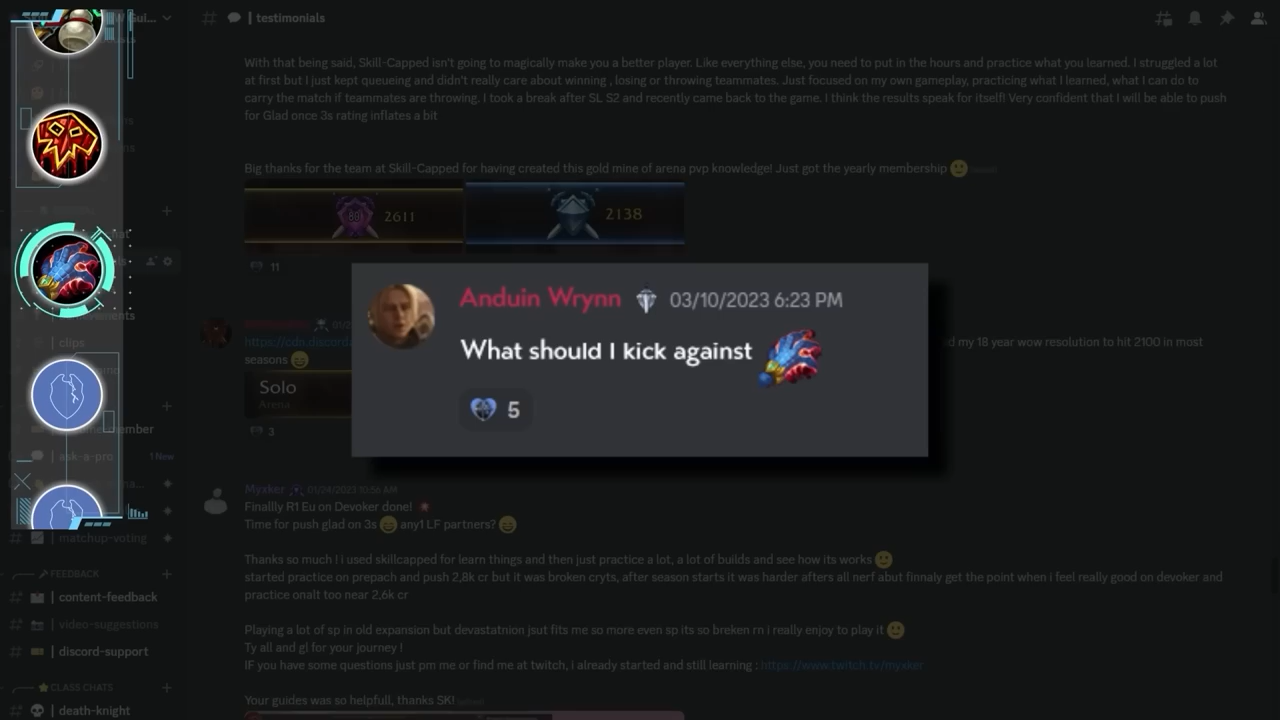 | testimonials
With that being said, Skill-Capped isn't going to magically make you a better player. Like everything else, you need to put in the hours and practice what you learned. I struggled a lot
at first but I just kept queueing and didn't really care about winning , losing or throwing teammates. Just focused on my own gameplay, practicing what I learned, what I can do to
carry the match if teammates are throwing. I took a break after SL S2 and recently came back to the game. I think the results speak for itself! Very confident that I will be able to push
for Glad once 3s rating inflates a bit
Big thanks for the team at Skill-Capped for having created this gold mine of arena pvp knowledge! Just got the yearly membership
2611
2138
11
Anduin Wrynn 03/10/2023 6:23 PM
What should I kick against
5
d my 18 year wow resolution to hit 2100 in most
seasons
Solo
Arena
3
| clips
| ask-a-pro 1 New
| matchup-voting
FEEDBACK
| content-feedback
| video-suggestions
| discord-support
CLASS CHATS
| death-knight
Myxker 01/24/2023 10:56 AM
Finallly R1 Eu on Devoker done!
Time for push glad on 3s any1 LF partners?
Thanks so much ! i used skillcapped for learn things and then just practice a lot, a lot of builds and see how its works
started practice on prepach and push 2,8k cr but it was broken cryts, after season starts it was harder afters all nerf abut finnaly get the point when i feel really good on devoker and
practice onalt too near 2,6k cr
Playing a lot of sp in old expansion but devastatnion jsut fits me so more even sp its so breken rn i really enjoy to play it
Ty all and gl for your journey !
IF you have some questions just pm me or find me at twitch, i already started and still learning : https://www.twitch.tv/myxker
Your guides was so helpfull, thanks SK!